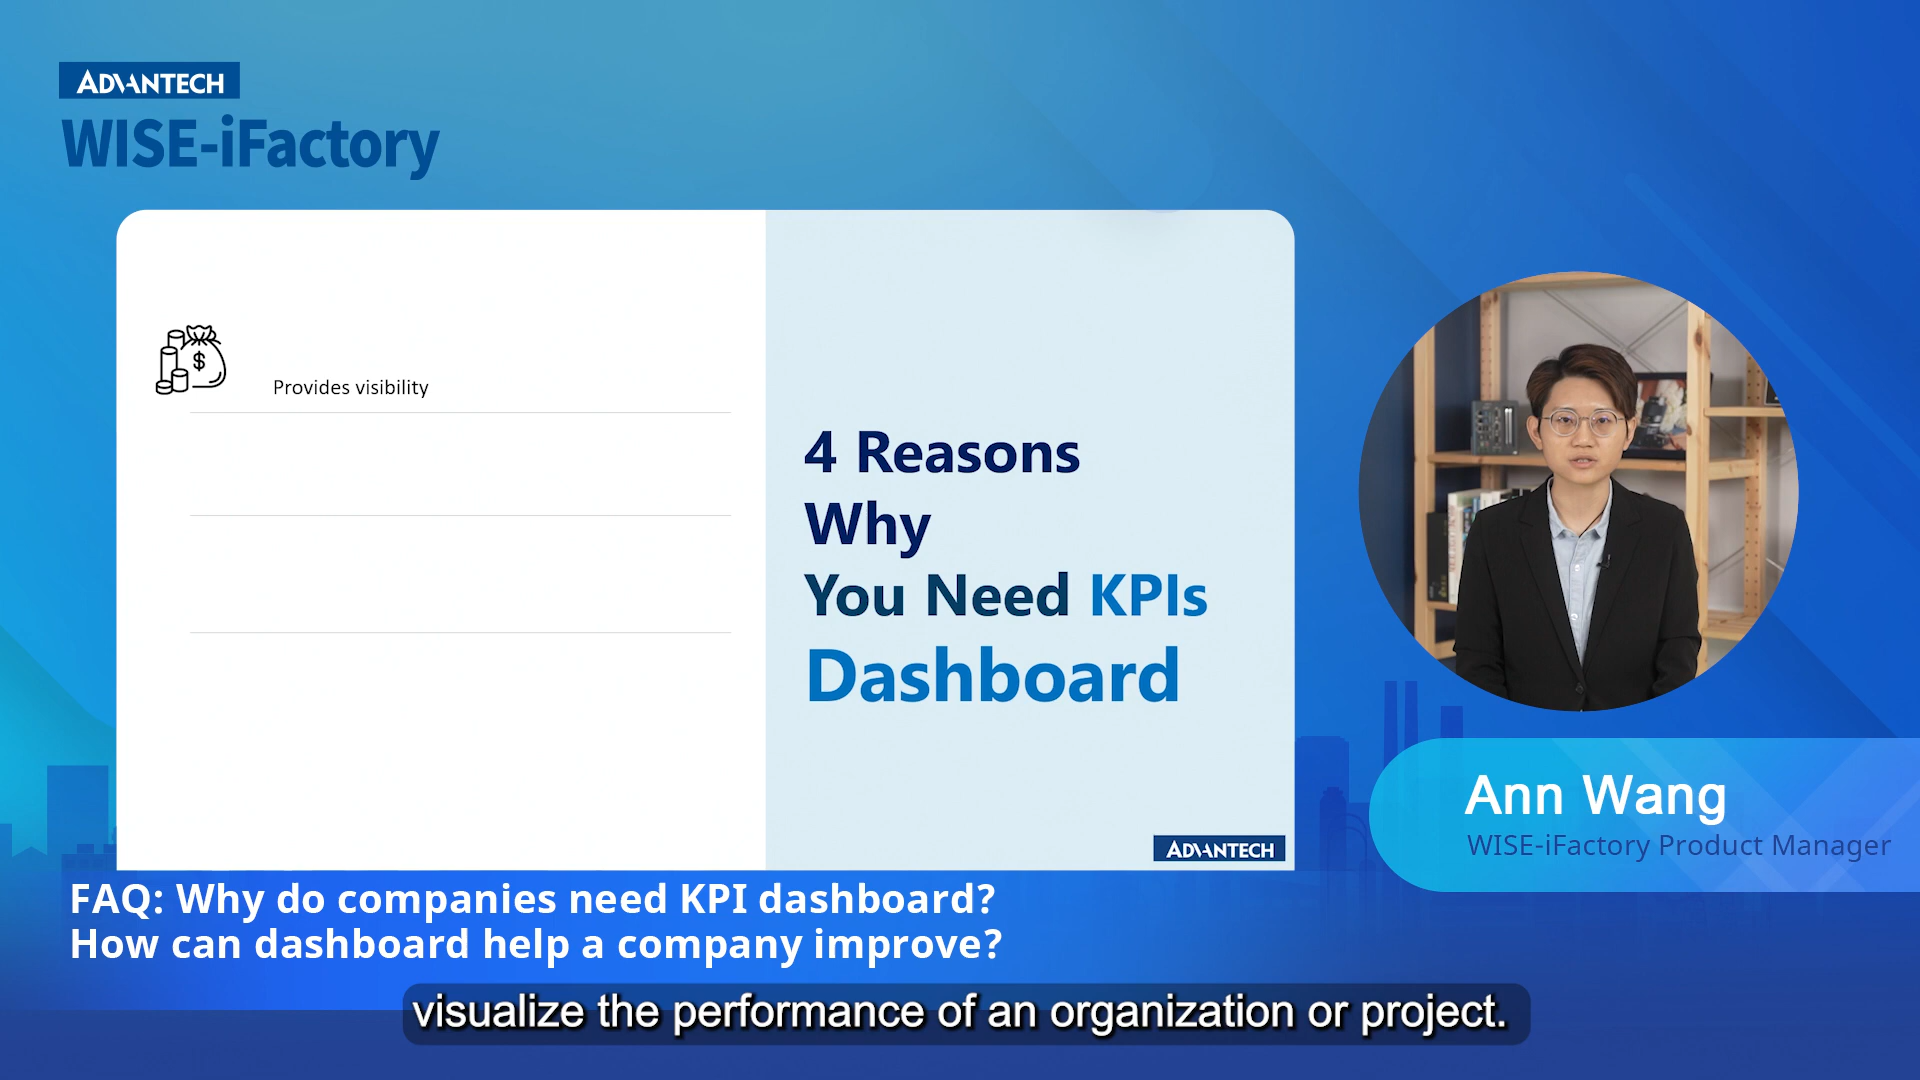 ADVANTECH
WISE-iFactory
$
Provides visibility
4 Reasons
Why
You Need KPIs
Dashboard
ADVANTECH
Ann Wang
WISE-iFactory Product Manager
FAQ: Why do companies need KPI dashboard?
How can dashboard help a company improve?
visualize the performance of an organization or project.